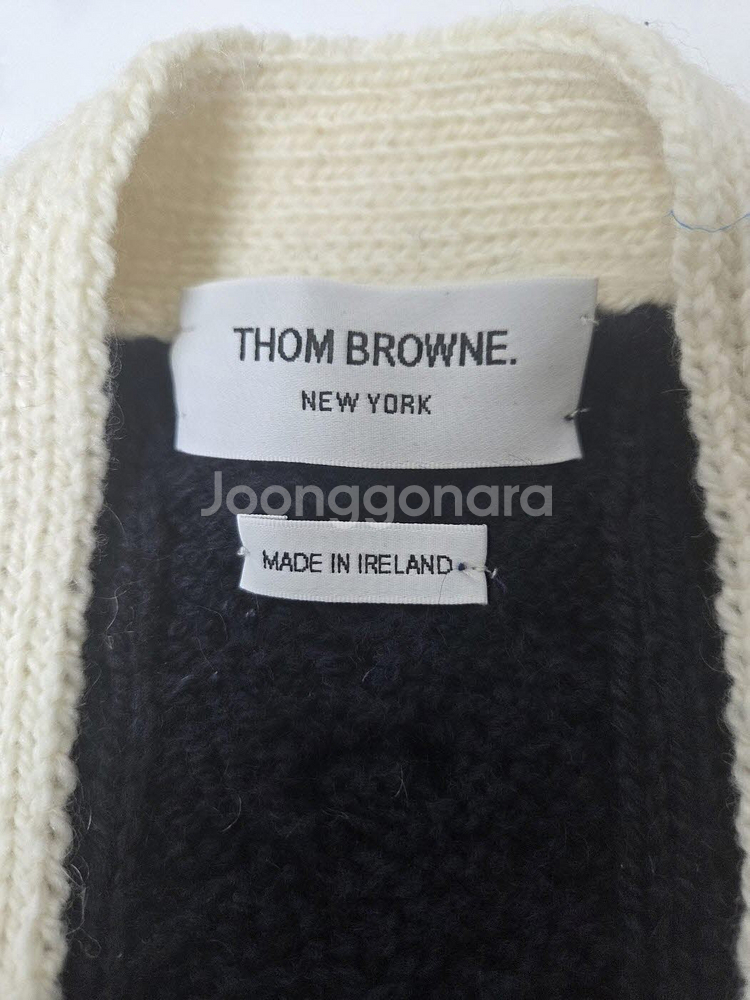 THOM BROWNE.
NEW YORK
Joonggonara
MADE IN IRELAND